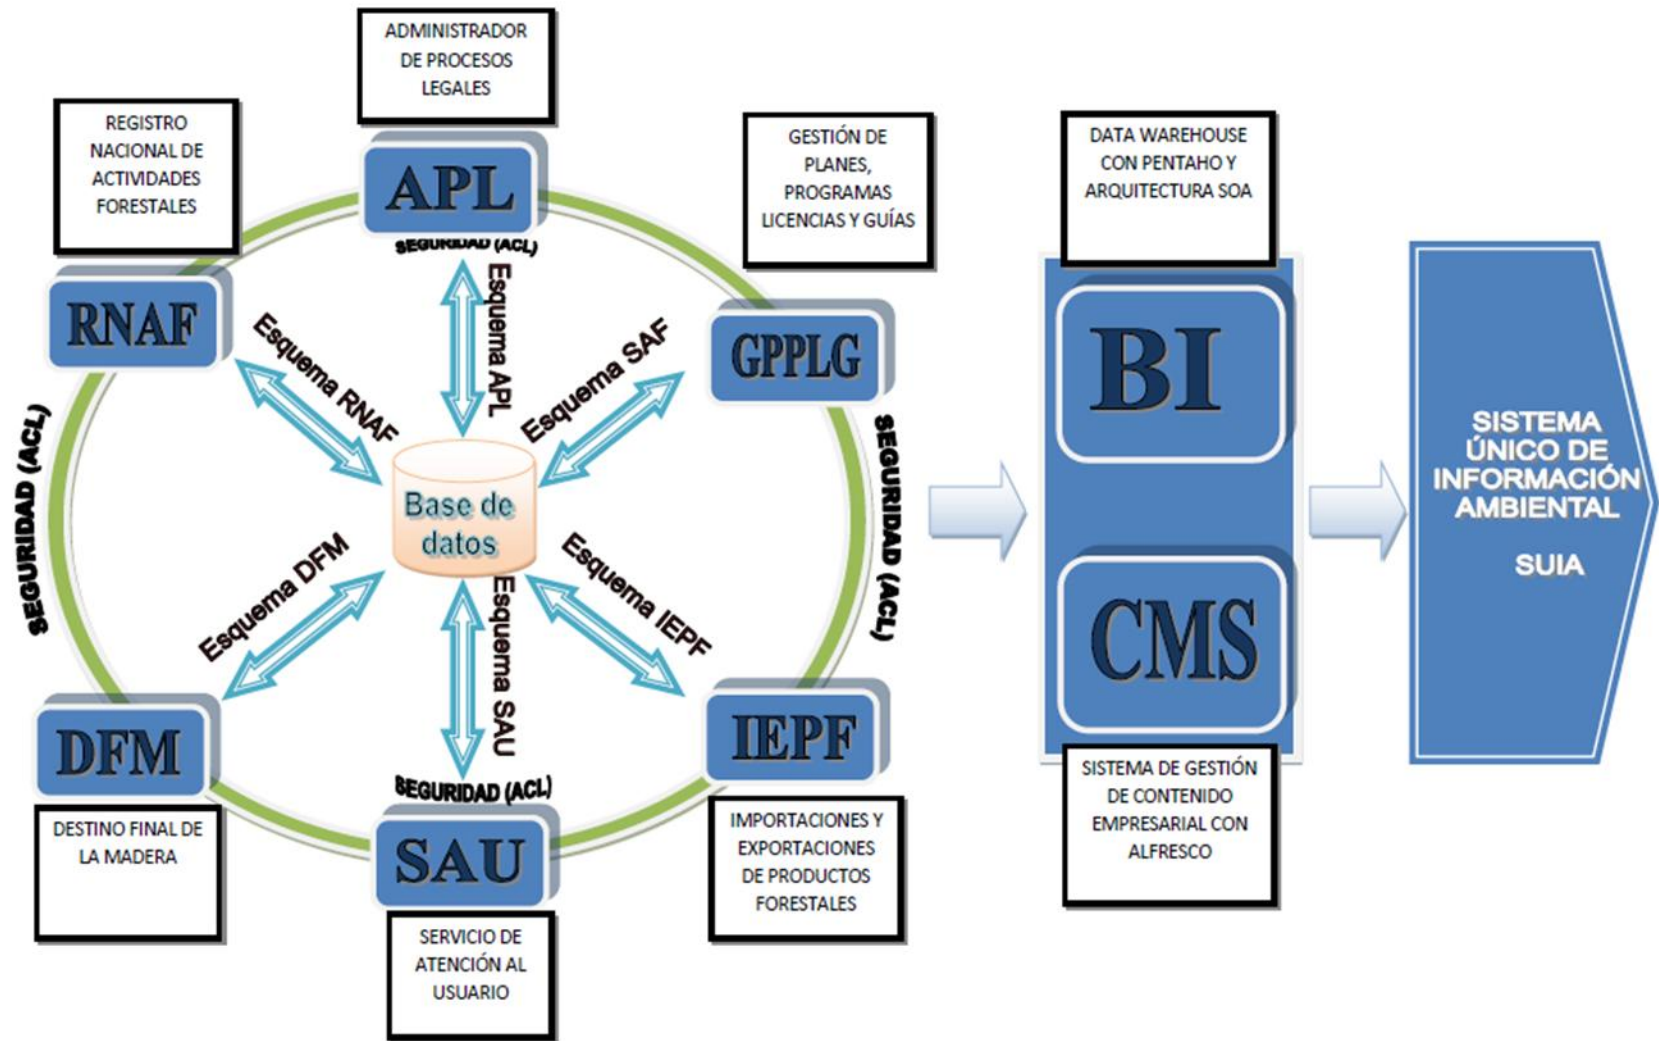 ADMINISTRADOR
DE PROCESOS
LEGALES
APL
SEGURIDAD (ACL)
REGISTRO
NACIONAL DE
ACTIVIDADES
FORESTALES
RNAF
GESTIÓN DE
PLANES,
PROGRAMAS
LICENCIAS Y GUÍAS
GPPLG
Esquema RNAF
Esquema APL
Esquema SAF
SEGURIDAD (ACL)
SEGURIDAD (ACL)
Base de
datos
Esquema DFM
Esquema SAU
Esquema IEPF
DFM
DESTINO FINAL DE
LA MADERA
SEGURIDAD (ACL)
SAU
SERVICIO DE
ATENCIÓN AL
USUARIO
IEPF
IMPORTACIONES Y
EXPORTACIONES
DE PRODUCTOS
FORESTALES
DATA WAREHOUSE
CON PENTAHO Y
ARQUITECTURA SOA
BI
CMS
SISTEMA DE GESTIÓN
DE CONTENIDO
EMPRESARIAL CON
ALFRESCO
SISTEMA
ÚNICO DE
INFORMACIÓN
AMBIENTAL
SUIA